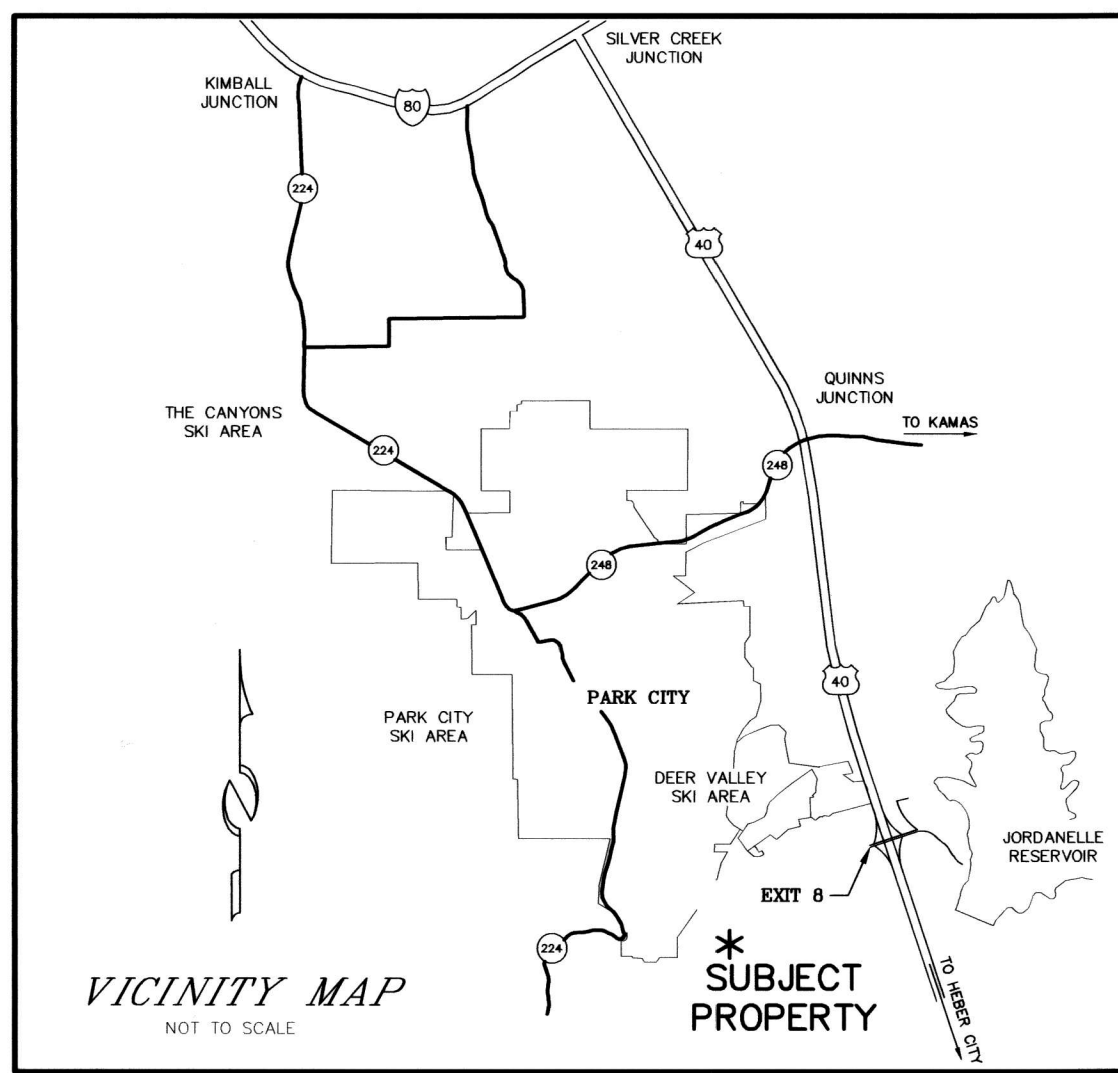 SILVER CREEK
JUNCTION
KIMBALL
JUNCTION
80
224
40
QUINNS
JUNCTION
THE CANYONS
SKI AREA
TO KAMAS
224
248
248
40
PARK CITY
PARK CITY
SKI AREA
DEER VALLEY
SKI AREA
JORDANELLE
RESERVOIR
EXIT 8
224
SUBJECT
PROPERTY
TO HEBER CITY
VICINITY MAP
NOT TO SCALE
N